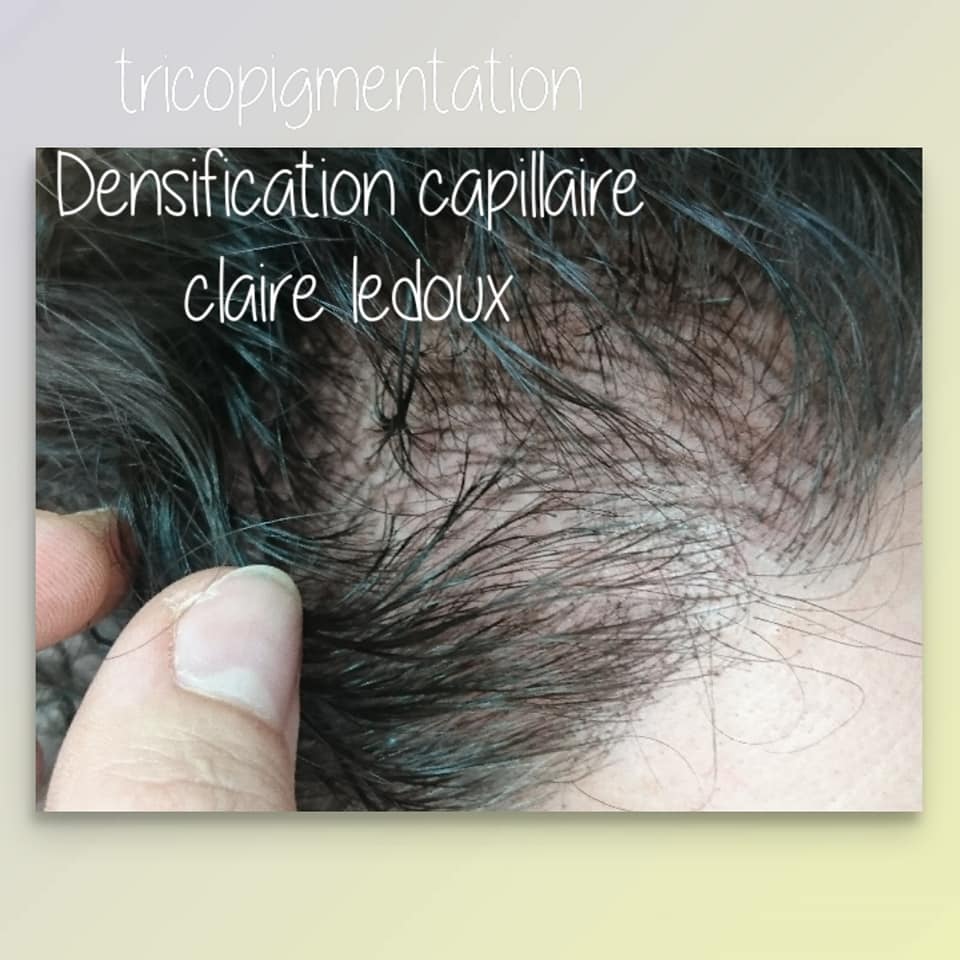 tricopigmentation
Densification capillaire
claire ledoux